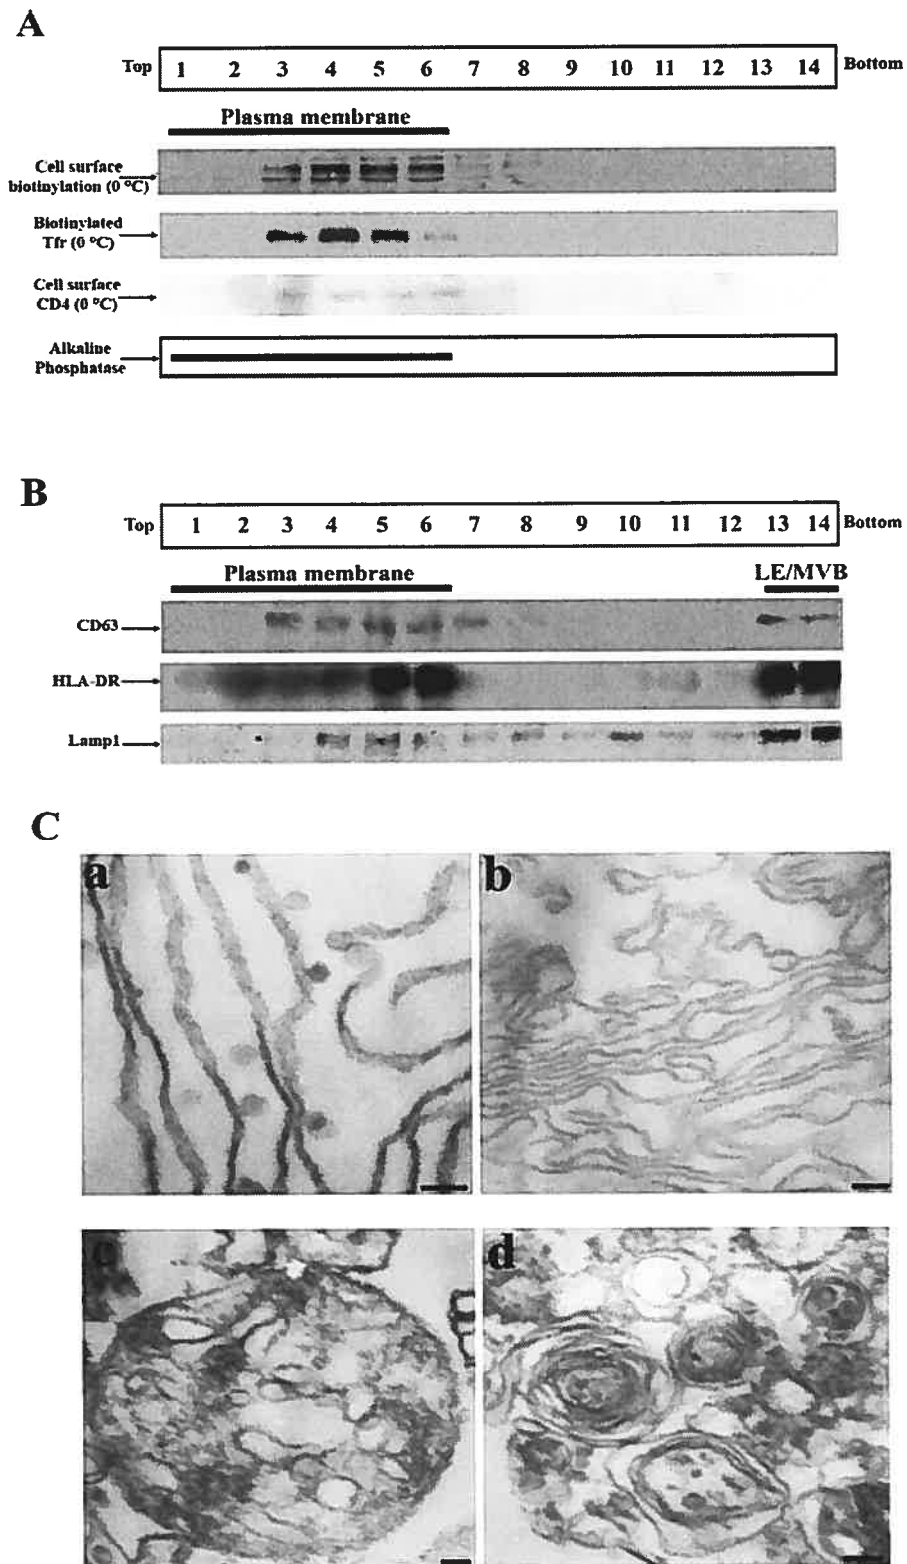 A
Top 1 2 3 4 5 6 7 8 9 10 11 12 13 14 Bottom
Plasma membrane
Cell surface
biotinylation (0 °C)
Biotinylated
Tfr (0 °C)
Cell surface
CD4 (0 °C)
Alkaline
Phosphatase
B
Top 1 2 3 4 5 6 7 8 9 10 11 12 13 14 Bottom
Plasma membrane LE/MVB
CD63
HLA-DR
Lamp1
C
a b
c d